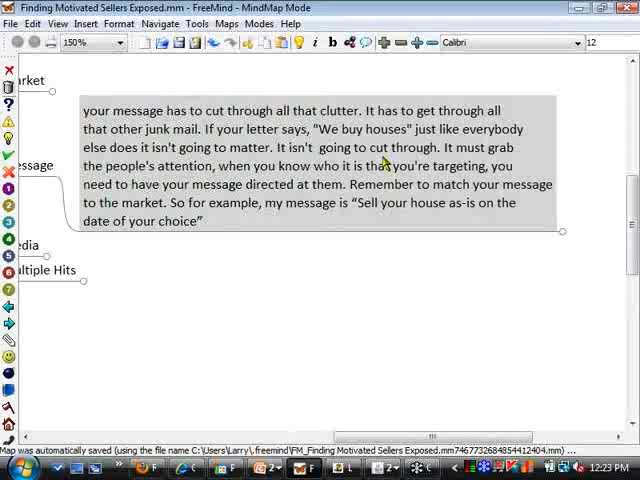 Finding Motivated Sellers Exposed.mm - FreeMind - MindMap Mode
File Edit View Insert Format Navigate Tools Maps Modes Help
150% Calibri 12
arket
your message has to cut through all that clutter. It has to get through all
that other junk mail. If your letter says, "We buy houses" just like everybody
else does it isn't going to matter. It isn't  going to cut through. It must grab
essage
the people's attention, when you know who it is that you're targeting, you
need to have your message directed at them. Remember to match your message
to the market. So for example, my message is “Sell your house as-is on the
date of your choice”
edia
ultiple Hits
Map was automatically saved (using the file name C:\Users\Larry\.freemind\FM_Finding Motivated Sellers Exposed.mm7467732684854412404.mm) ...
12:23 PM